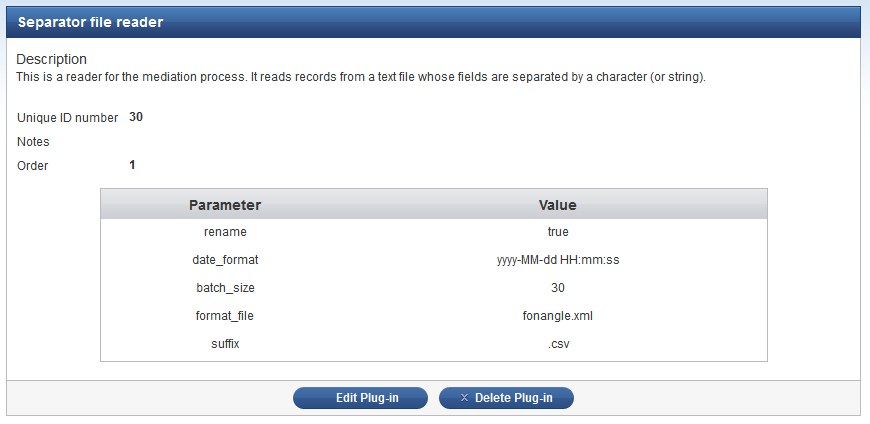 Separator file reader
Description
This is a reader for the mediation process. It reads records from a text file whose fields are separated by a character (or string).
Unique ID number 30
Notes
Order 1
Parameter Value
rename true
date_format yyyy-MM-dd HH:mm:ss
batch_size 30
format_file fonangle.xml
suffix .csv
Edit Plug-in × Delete Plug-in